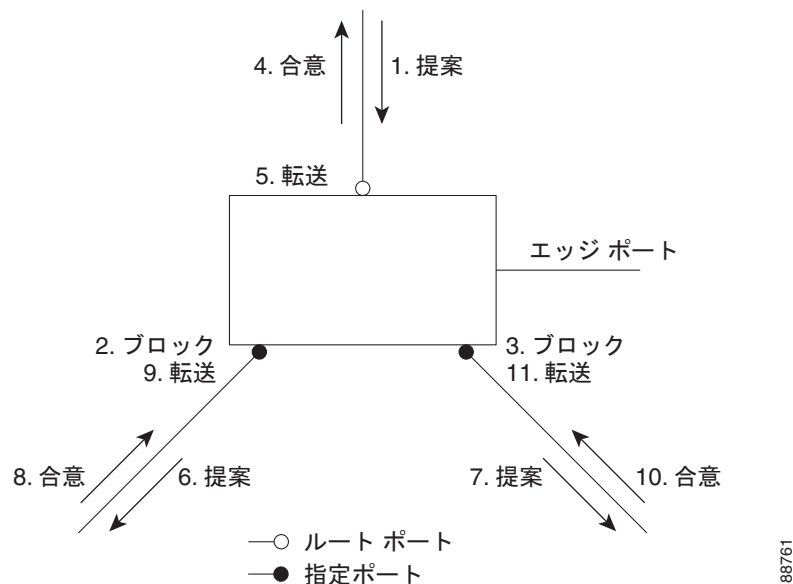 4. 合意
1. 提案
5. 転送
エッジ ポート
2. ブロック
9. 転送
3. ブロック
11. 転送
8. 合意
6. 提案
7. 提案
10. 合意
ルート ポート
指定ポート
88761